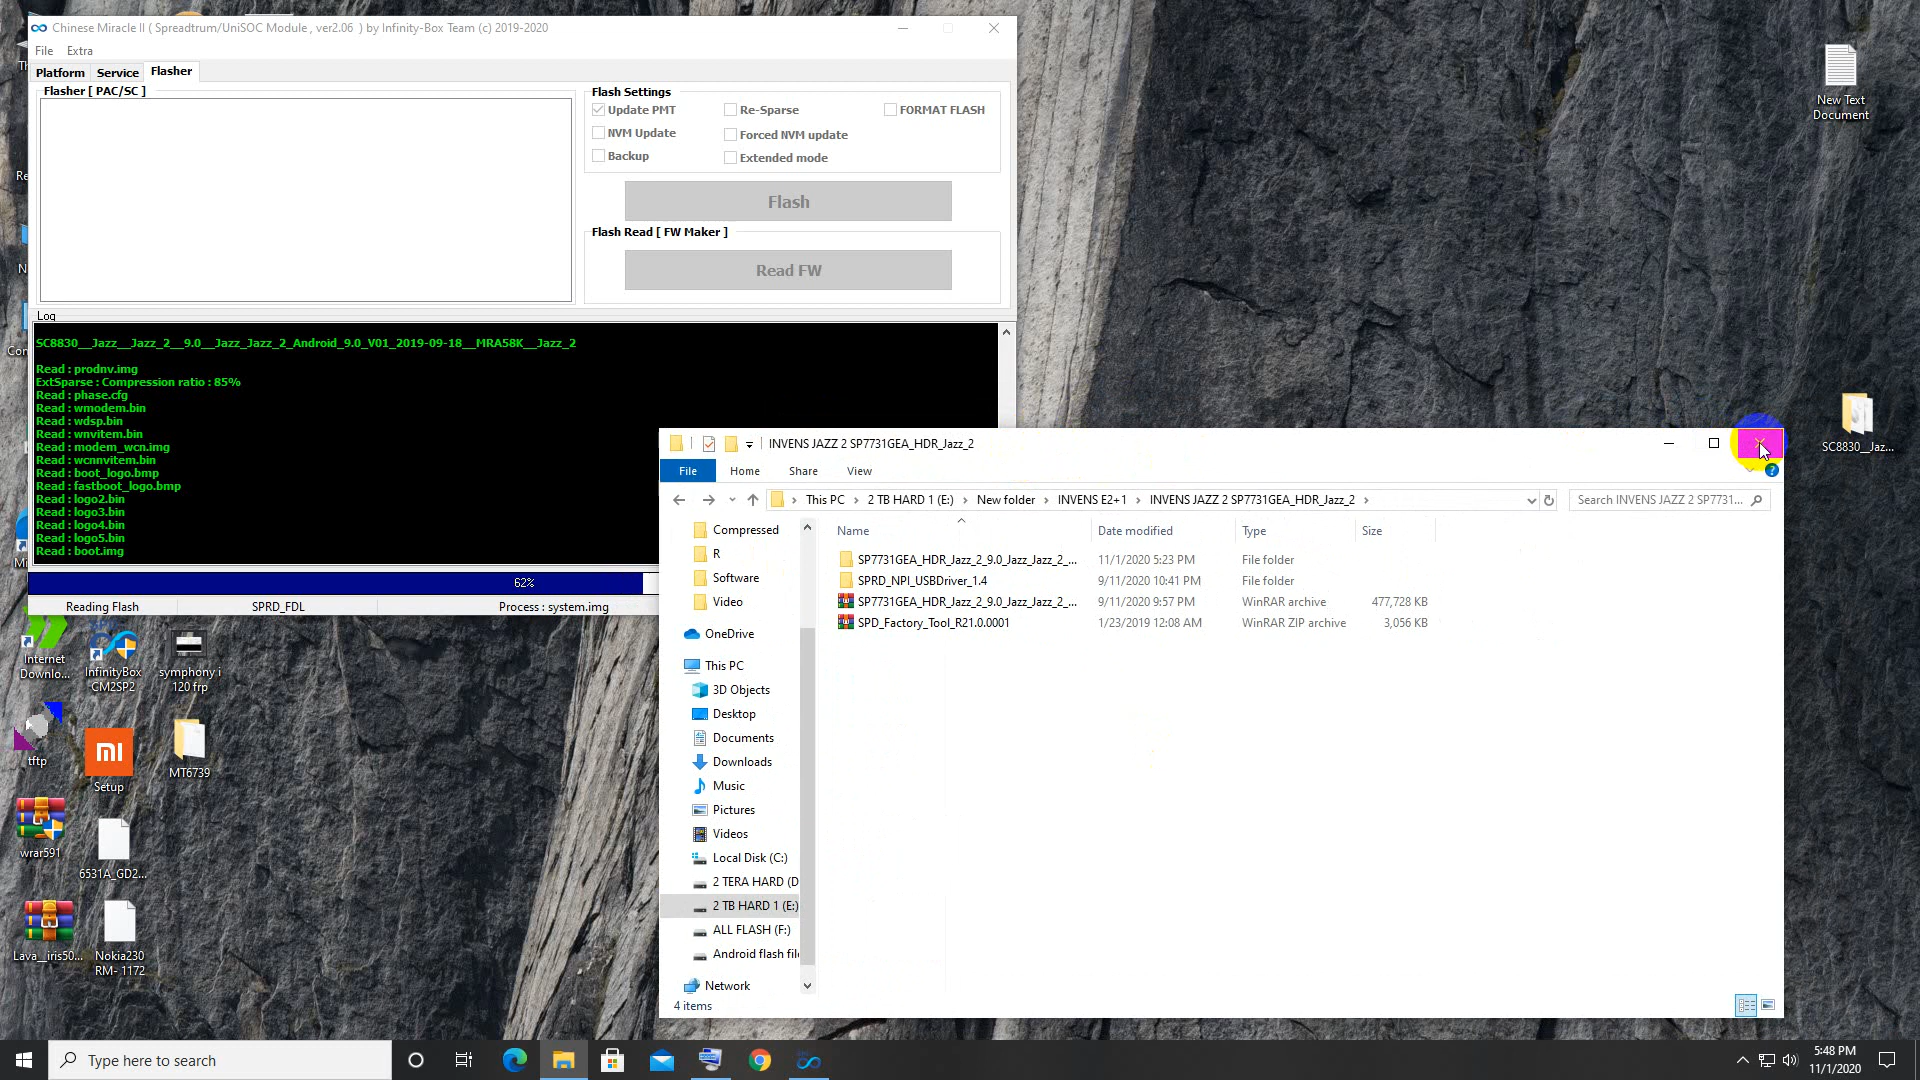 Chinese Miracle II ( Spreadtrum/UniSOC Module , ver2.06 ) by Infinity-Box Team (c) 2019-2020
File Extra
Platform Service Flasher
Flasher [ PAC/SC ]
Flash Settings
Update PMT Re-Sparse FORMAT FLASH
NVM Update Forced NVM update
Backup Extended mode
Flash
Flash Read [ FW Maker ]
Read FW
Log
SC8830__Jazz__Jazz_2__9.0__Jazz_Jazz_2_Android_9.0_V01_2019-09-18__MRA58K__Jazz_2
Read : prodnv.img
ExtSparse : Compression ratio : 85%
Read : phase.cfg
Read : wmodem.bin
Read : wdsp.bin
Read : wnvitem.bin
Read : modem_wcn.img
Read : wcnnvitem.bin
Read : boot_logo.bmp
Read : fastboot_logo.bmp
Read : logo2.bin
Read : logo3.bin
Read : logo4.bin
Read : logo5.bin
Read : boot.img
62%
Reading Flash SPRD_FDL Process : system.img
INVENS JAZZ 2 SP7731GEA_HDR_Jazz_2
File Home Share View
This PC 2 TB HARD 1 (E:) New folder INVENS E2+1 INVENS JAZZ 2 SP7731GEA_HDR_Jazz_2
Search INVENS JAZZ 2 SP7731...
Name Date modified Type Size
SP7731GEA_HDR_Jazz_2_9.0_Jazz_Jazz_2_... 11/1/2020 5:23 PM File folder
SPRD_NPI_USBDriver_1.4 9/11/2020 10:41 PM File folder
SP7731GEA_HDR_Jazz_2_9.0_Jazz_Jazz_2_... 9/11/2020 9:57 PM WinRAR archive 477,728 KB
SPD_Factory_Tool_R21.0.0001 1/23/2019 12:08 AM WinRAR ZIP archive 3,056 KB
Compressed
R
Software
Video
OneDrive
This PC
3D Objects
Desktop
Documents
Downloads
Music
Pictures
Videos
Local Disk (C:)
2 TERA HARD (D
2 TB HARD 1 (E:)
ALL FLASH (F:)
Android flash file
Network
4 items
New Text
Document
SC8830__Jaz...
Internet
Downlo...
InfinityBox
CM2SP2
symphony i
120 frp
tftp
Setup
MT6739
wrar591
6531A_GD2...
Lava__iris50...
Nokia230
RM- 1172
Type here to search
5:48 PM
11/1/2020